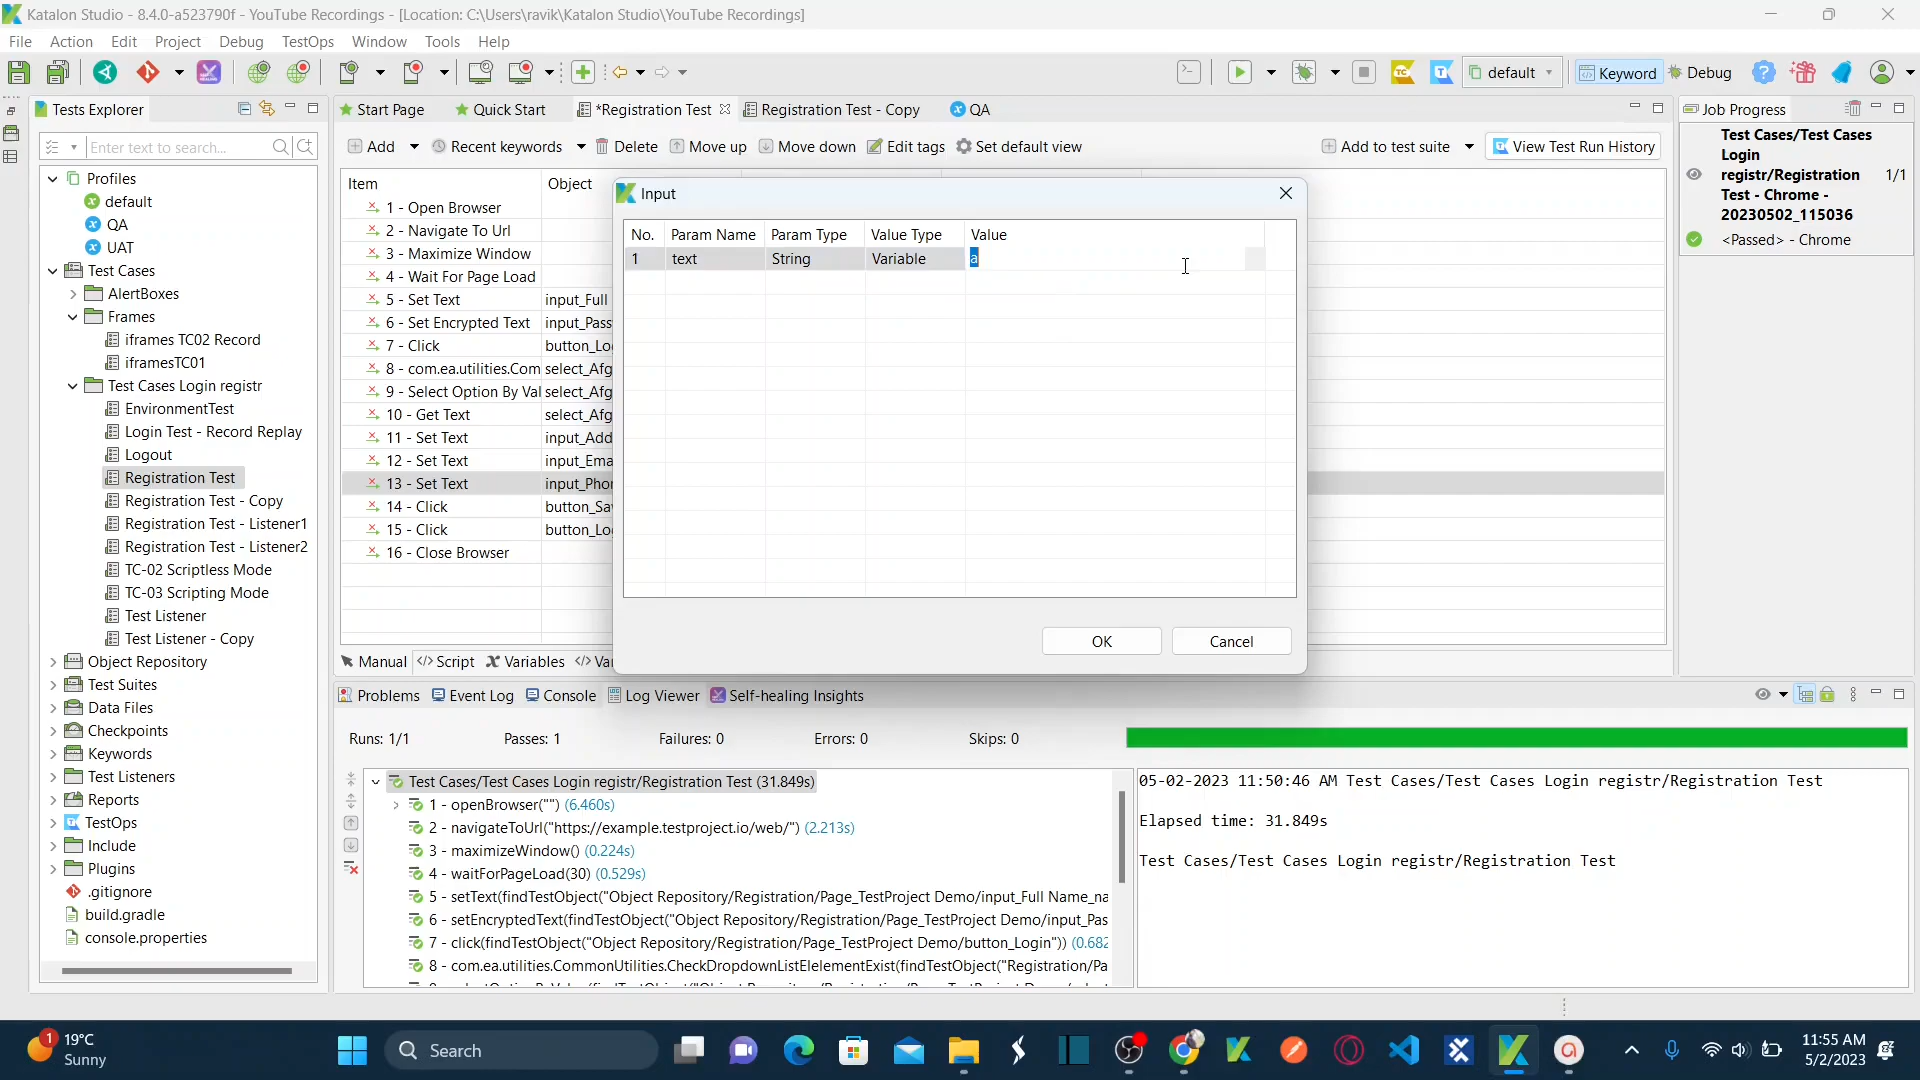 Katalon Studio - 8.4.0-a523790f - YouTube Recordings - [Location: C:\Users\ravik\Katalon Studio\YouTube Recordings]
File Action Edit Project Debug TestOps Window Tools Help
default Keyword Debug
Tests Explorer
Start Page Quick Start *Registration Test Registration Test - Copy QA
Job Progress
Enter text to search...
Add Recent keywords Delete Move up Move down Edit tags Set default view Add to test suite View Test Run History
Profiles
default
QA
UAT
Test Cases
AlertBoxes
Frames
iframes TC02 Record
iframesTC01
Test Cases Login registr
EnvironmentTest
Login Test - Record Replay
Logout
Registration Test
Registration Test - Copy
Registration Test - Listener1
Registration Test - Listener2
TC-02 Scriptless Mode
TC-03 Scripting Mode
Test Listener
Test Listener - Copy
Object Repository
Test Suites
Data Files
Checkpoints
Keywords
Test Listeners
Reports
TestOps
Include
Plugins
.gitignore
build.gradle
console.properties
Item Object
1 - Open Browser
2 - Navigate To Url
3 - Maximize Window
4 - Wait For Page Load
5 - Set Text input_Full
6 - Set Encrypted Text input_Pas
7 - Click button_Lo
8 - com.ea.utilities.Com select_Afg
9 - Select Option By Val select_Afg
10 - Get Text select_Afg
11 - Set Text input_Add
12 - Set Text input_Ema
13 - Set Text input_Pho
14 - Click button_Sa
15 - Click button_Lo
16 - Close Browser
Input
No. Param Name Param Type Value Type Value
1 text String Variable a
OK Cancel
Test Cases/Test Cases
Login
registr/Registration 1/1
Test - Chrome -
20230502_115036
<Passed> - Chrome
Manual Script Variables Va
Problems Event Log Console Log Viewer Self-healing Insights
Runs: 1/1 Passes: 1 Failures: 0 Errors: 0 Skips: 0
Test Cases/Test Cases Login registr/Registration Test (31.849s)
1 - openBrowser("") (6.460s)
2 - navigateToUrl("https://example.testproject.io/web/") (2.213s)
3 - maximizeWindow() (0.224s)
4 - waitForPageLoad(30) (0.529s)
5 - setText(findTestObject("Object Repository/Registration/Page_TestProject Demo/input_Full Name_na
6 - setEncryptedText(findTestObject("Object Repository/Registration/Page_TestProject Demo/input_Pas
7 - click(findTestObject("Object Repository/Registration/Page_TestProject Demo/button_Login")) (0.682
8 - com.ea.utilities.CommonUtilities.CheckDropdownListElelementExist(findTestObject("Registration/Pa
05-02-2023 11:50:46 AM Test Cases/Test Cases Login registr/Registration Test
Elapsed time: 31.849s
Test Cases/Test Cases Login registr/Registration Test
1 19°C
Sunny
Search
11:55 AM
5/2/2023